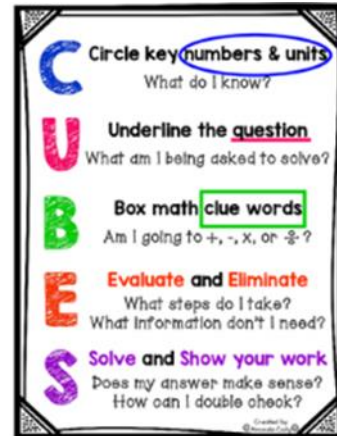 C
Circle key numbers & units
What do I know?
U
Underline the question
What am I being asked to solve?
B
Box math clue words
Am I going to +, -, x, or ÷?
E
Evaluate and Eliminate
What steps do I take?
What information don't I need?
S
Solve and Show your work
Does my answer make sense?
How can I double check?
Created by